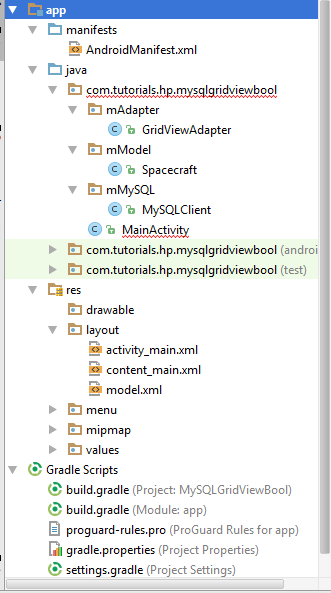 app
manifests
AndroidManifest.xml
java
com.tutorials.hp.mysqlgridviewbool
mAdapter
GridViewAdapter
mModel
Spacecraft
mMySQL
MySQLClient
MainActivity
com.tutorials.hp.mysqlgridviewbool (androi
com.tutorials.hp.mysqlgridviewbool (test)
res
drawable
layout
activity_main.xml
content_main.xml
model.xml
menu
mipmap
values
Gradle Scripts
build.gradle (Project: MySQLGridViewBool)
build.gradle (Module: app)
proguard-rules.pro (ProGuard Rules for app)
gradle.properties (Project Properties)
settings.gradle (Project Settings)